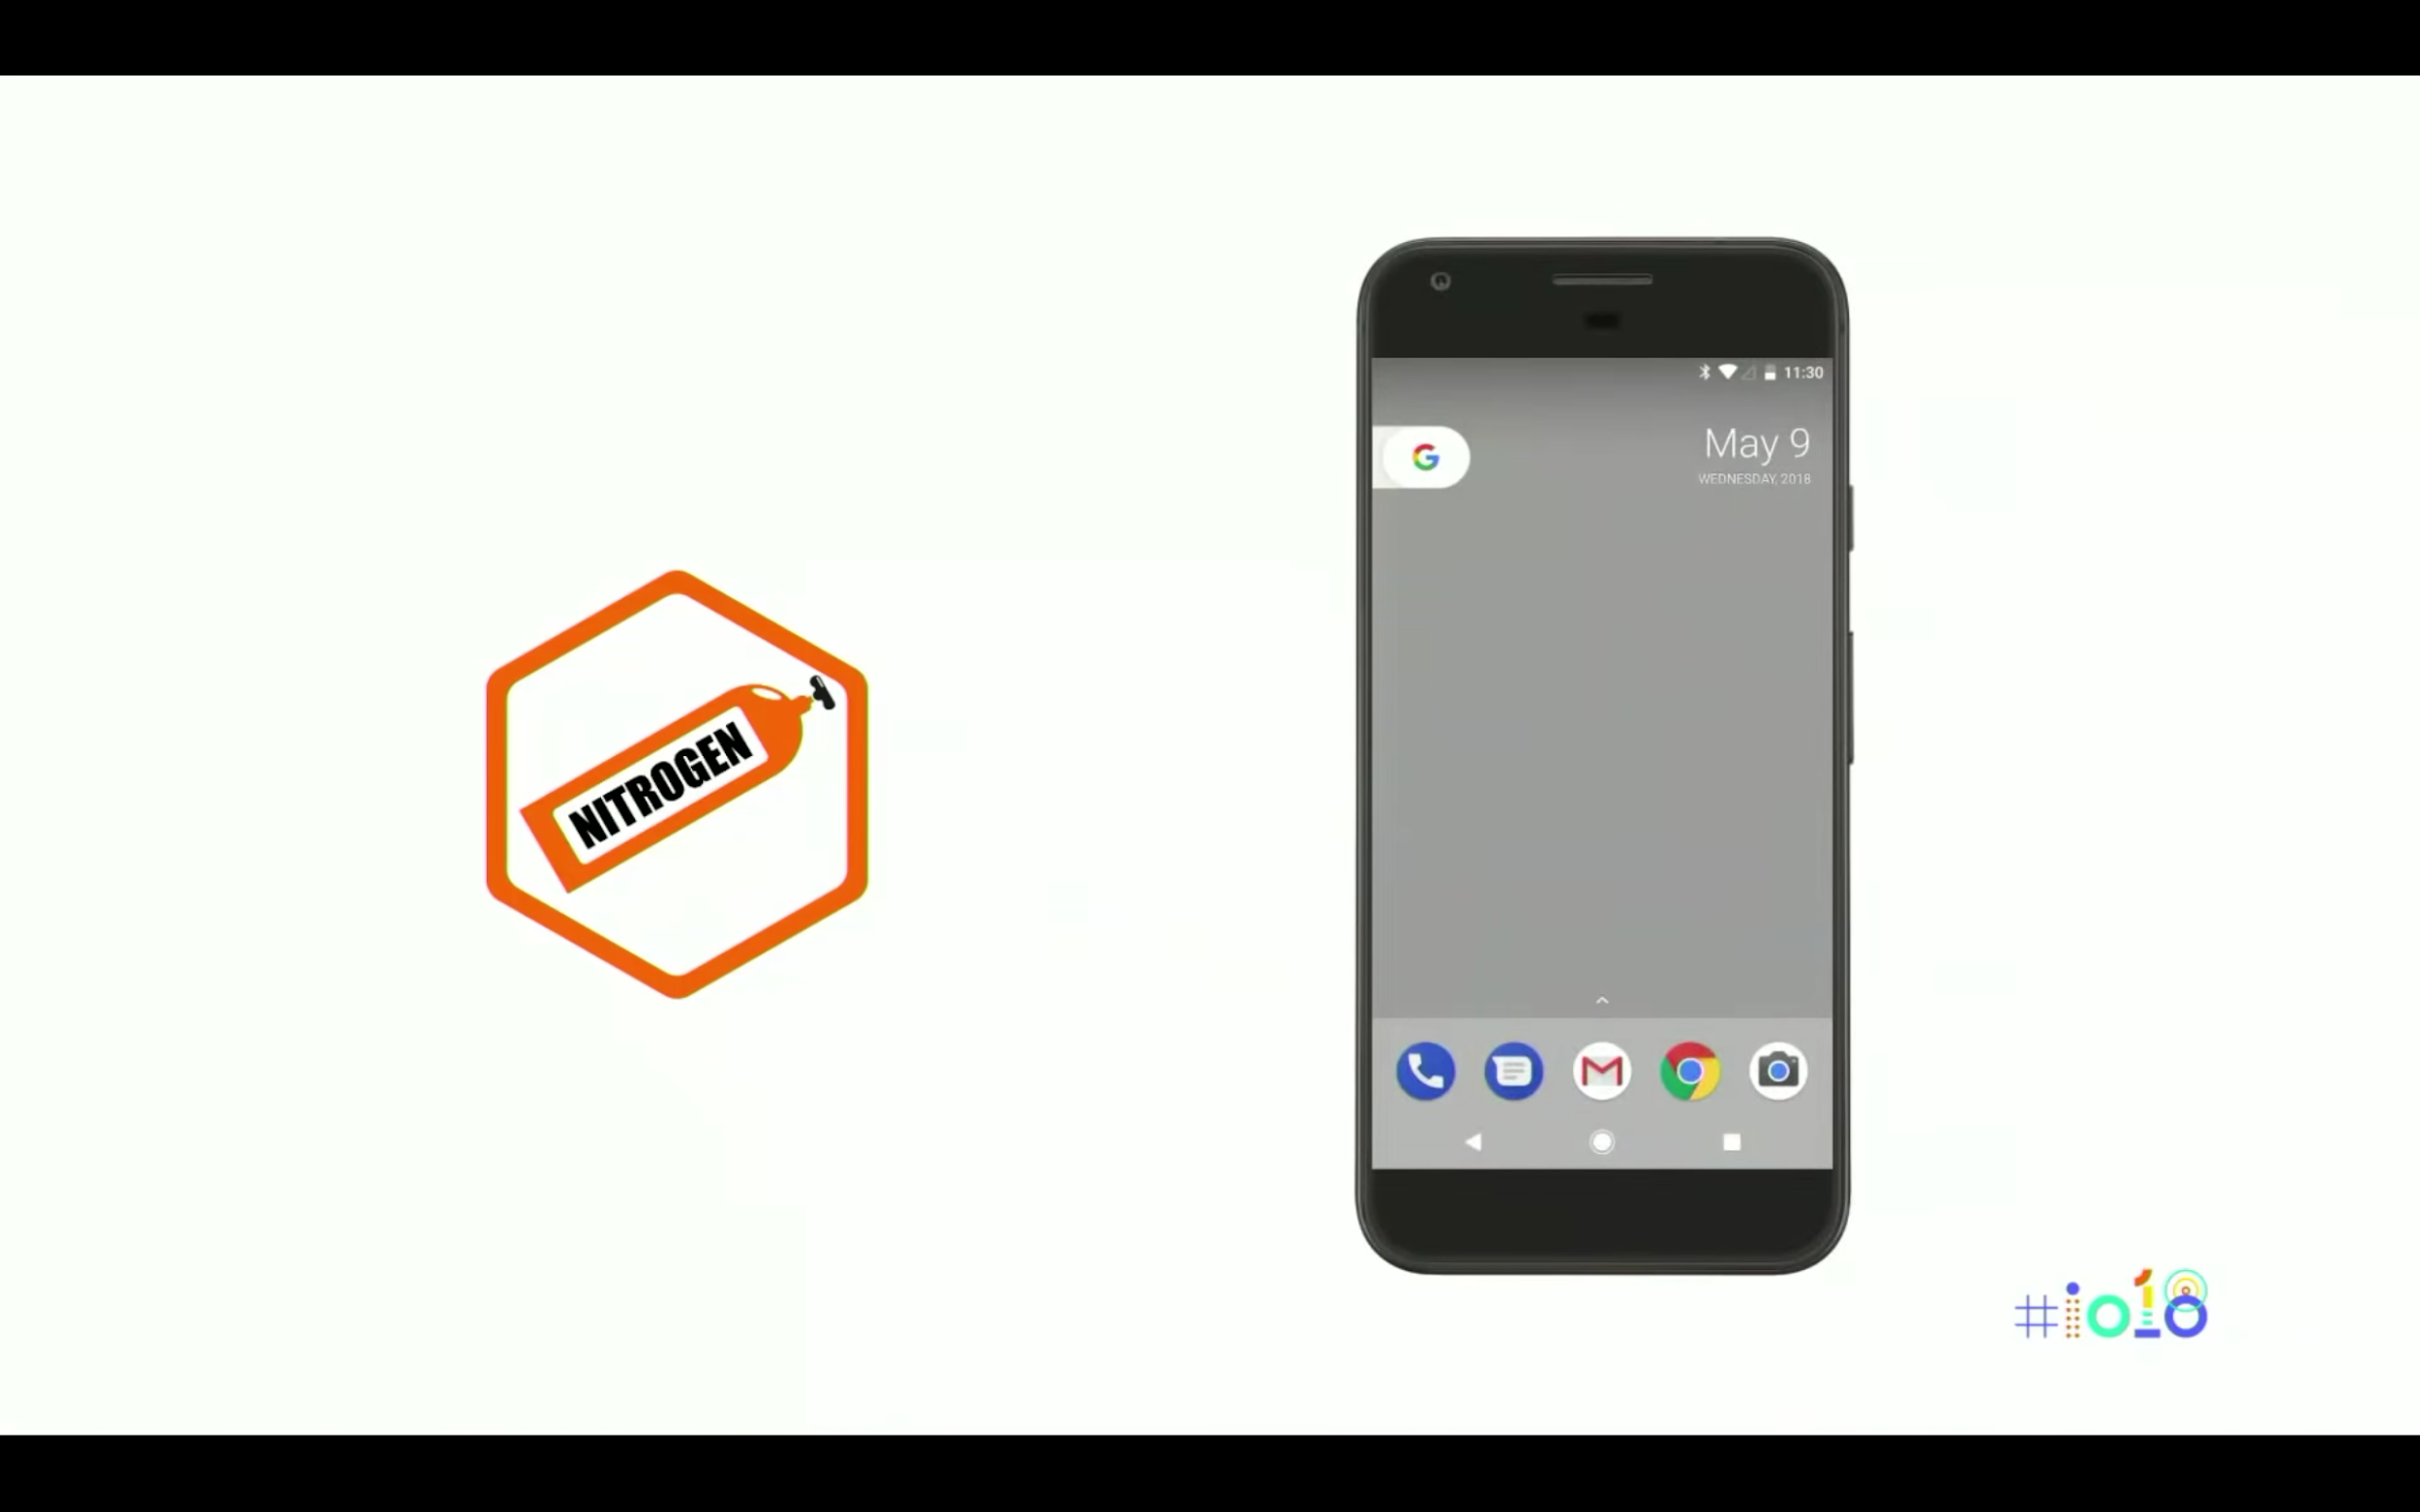 NITROGEN
11:30
G
May 9
WEDNESDAY, 2018
#io18